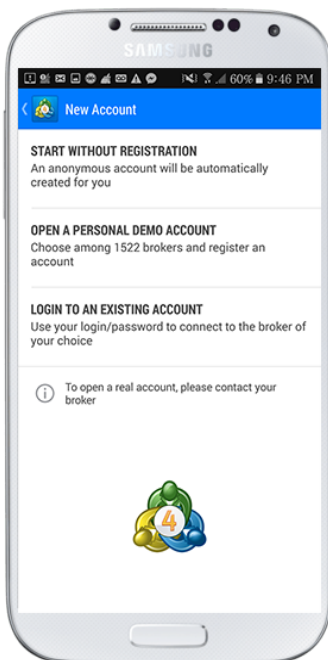 SAMSUNG
60% 9:46 PM
New Account
START WITHOUT REGISTRATION
An anonymous account will be automatically
created for you
OPEN A PERSONAL DEMO ACCOUNT
Choose among 1522 brokers and register an
account
LOGIN TO AN EXISTING ACCOUNT
Use your login/password to connect to the broker of
your choice
To open a real account, please contact your
broker
4